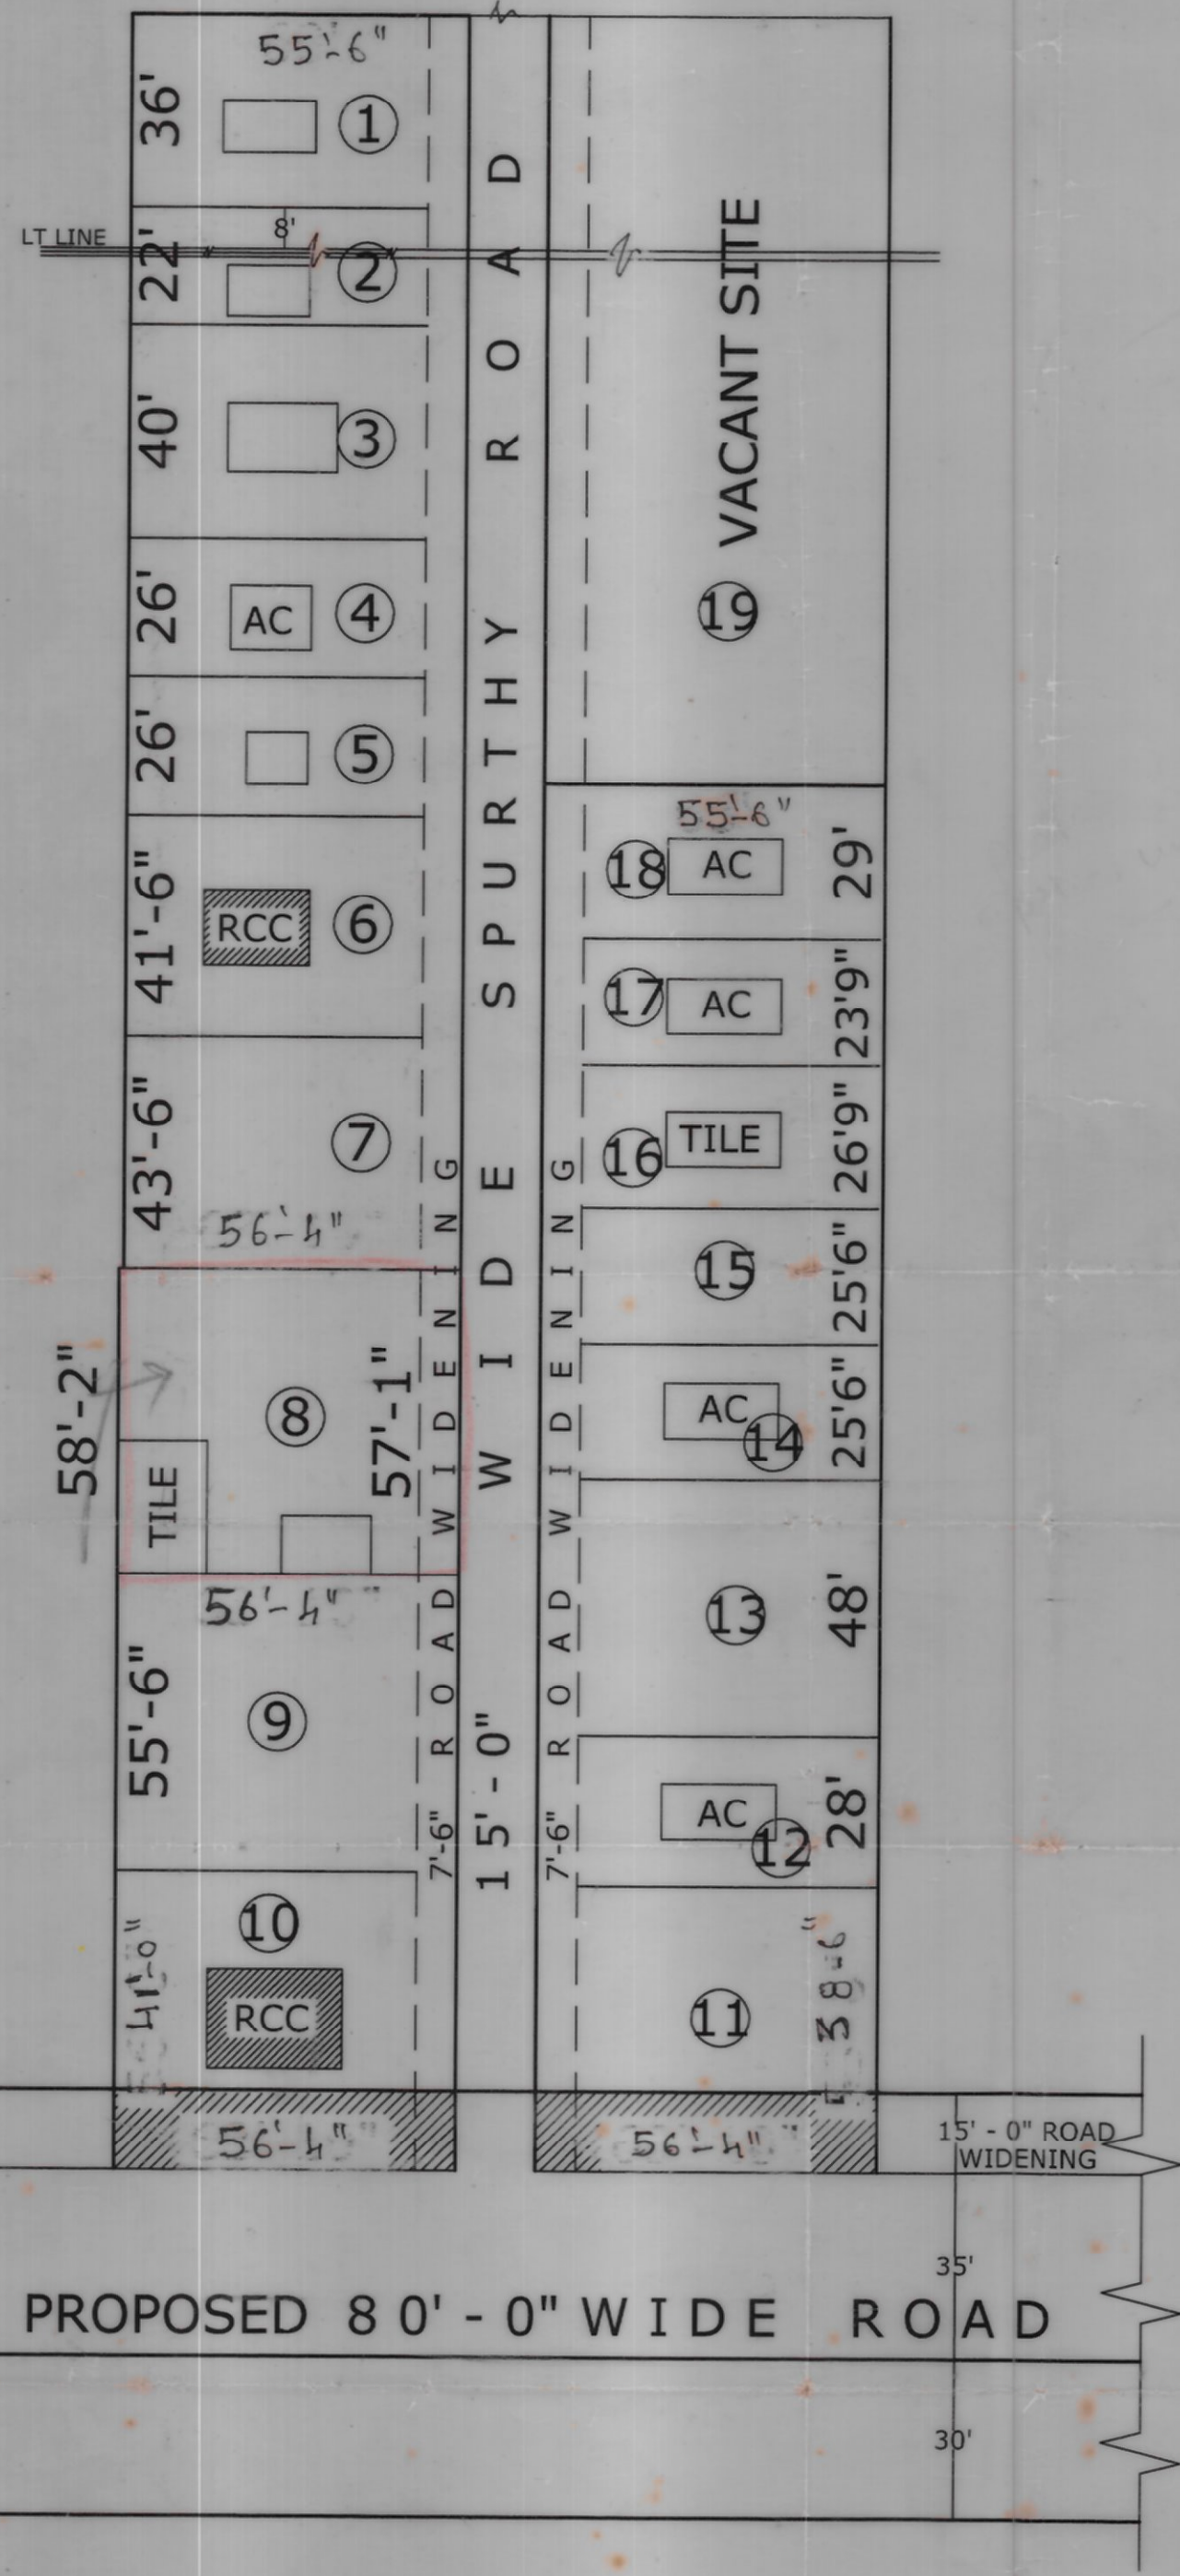 55'-6"
36'
1
LT LINE
8'
22'
2
40'
3
26'
AC
4
26'
5
41'-6"
RCC
6
43'-6"
7
56'-4"
58'-2"
8
57'-1"
TILE
56'-4"
55'-6"
9
10
41'-0"
RCC
56'-4"
7'-6" ROAD WIDENING
15'-0" WIDE SPURTHY ROAD
7'-6" ROAD WIDENING
VACANT SITE
19
55'-6"
18
AC
29'
17
AC
23'9"
16
TILE
26'9"
15
25'6"
AC
14
25'6"
13
48'
AC
12
28'
11
38-6"
56'-4"
15' - 0" ROAD
WIDENING
35'
PROPOSED 80'-0" WIDE ROAD
30'